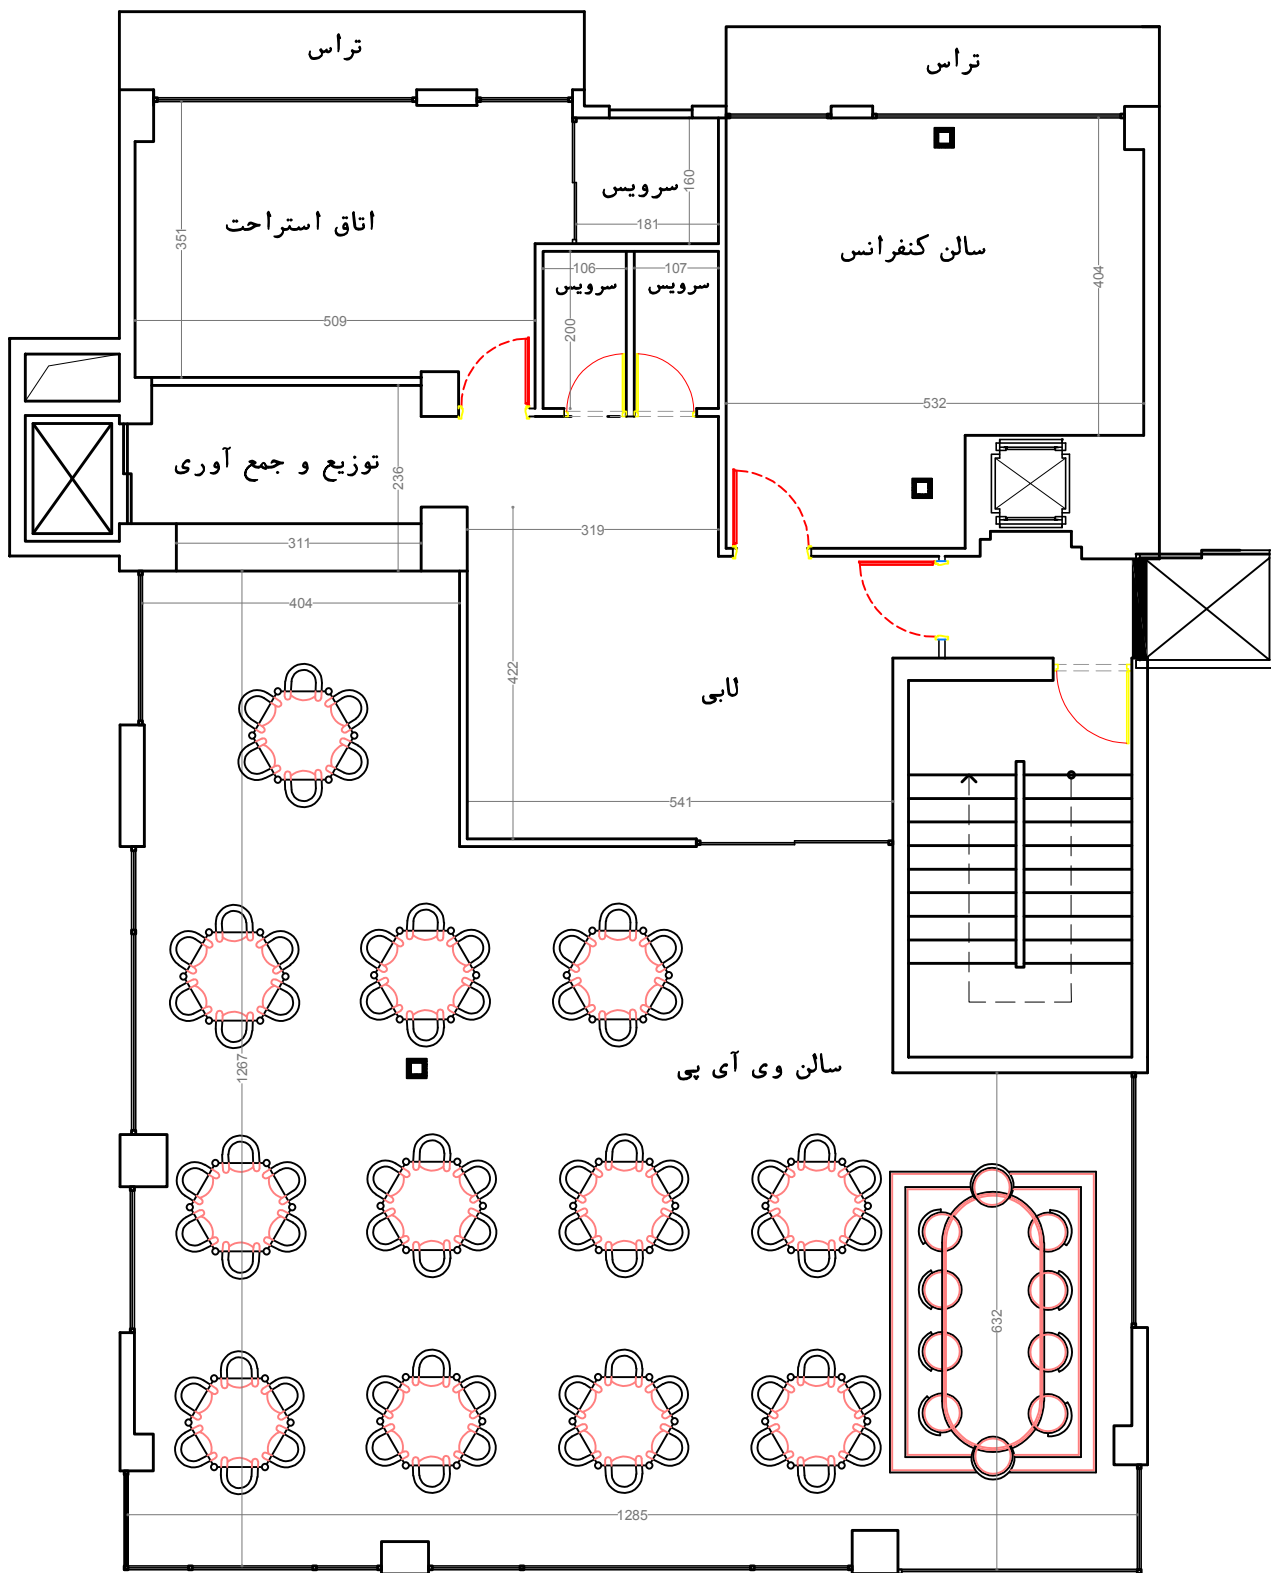 تراس
تراس
سرویس
160
181
اتاق استراحت
351
سالن کنفرانس
404
106
107
سرویس
سرویس
200
509
532
توزیع و جمع آوری
236
319
311
404
422
لابی
541
1267
سالن وی آی پی
632
1285